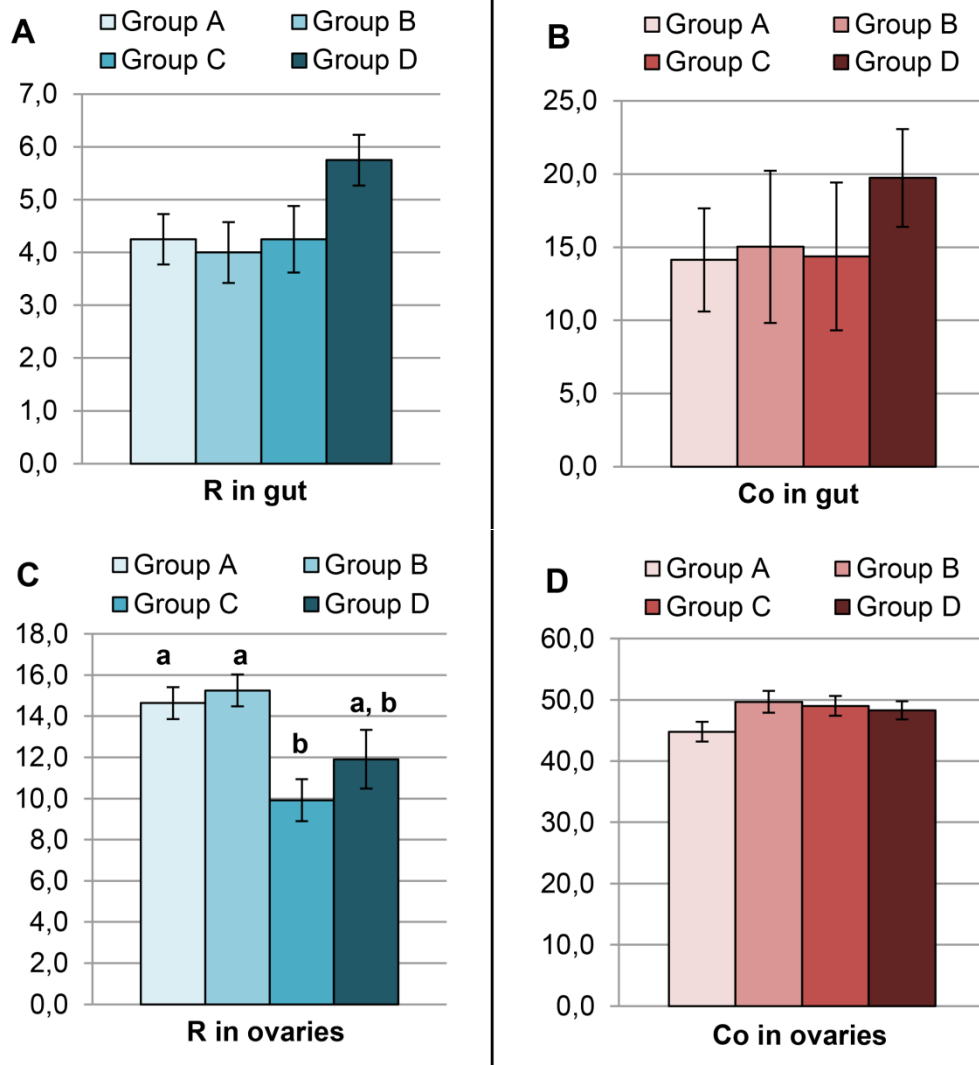 A
Group A Group B
Group C Group D
7,0
6,0
5,0
4,0
3,0
2,0
1,0
0,0
R in gut
B
Group A Group B
Group C Group D
25,0
20,0
15,0
10,0
5,0
0,0
Co in gut
C
Group A Group B
Group C Group D
18,0
16,0
14,0
12,0
10,0
8,0
6,0
4,0
2,0
0,0
a a b a, b
R in ovaries
D
Group A Group B
Group C Group D
60,0
50,0
40,0
30,0
20,0
10,0
0,0
Co in ovaries